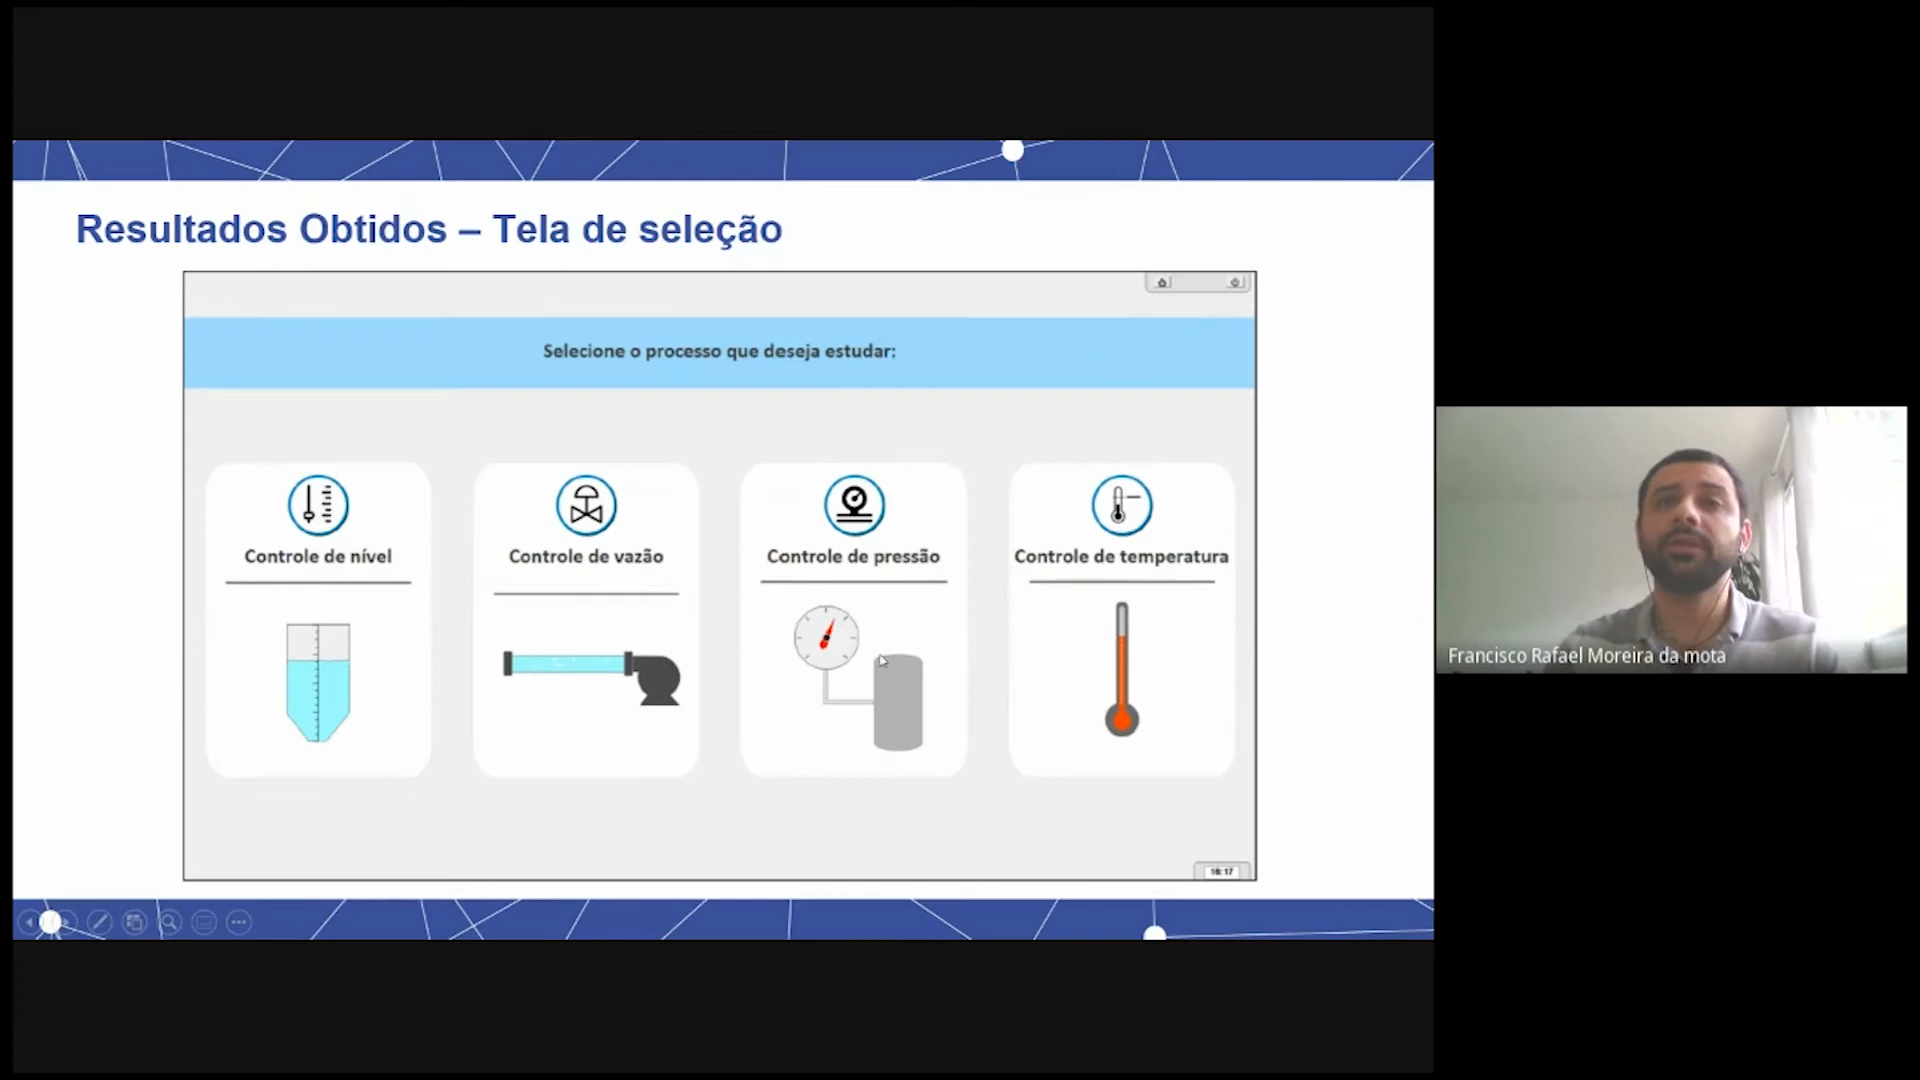 Resultados Obtidos – Tela de seleção
Selecione o processo que deseja estudar:
Controle de nível
Controle de vazão
Controle de pressão
Controle de temperatura
16:17
Francisco Rafael Moreira da mota